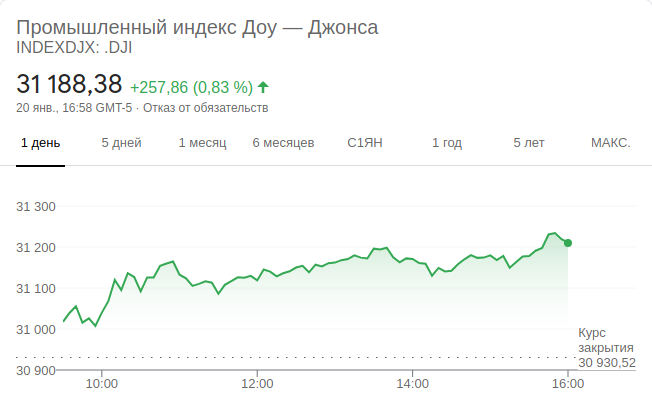 Промышленный индекс Доу — Джонса
INDEXDJX: .DJI
31 188,38 +257,86 (0,83 %)
20 янв., 16:58 GMT-5 · Отказ от обязательств
1 день 5 дней 1 месяц 6 месяцев С1ЯН 1 год 5 лет МАКС.
31 300
31 200
31 100
31 000
30 900
Курс
закрытия
30 930,52
10:00 12:00 14:00 16:00